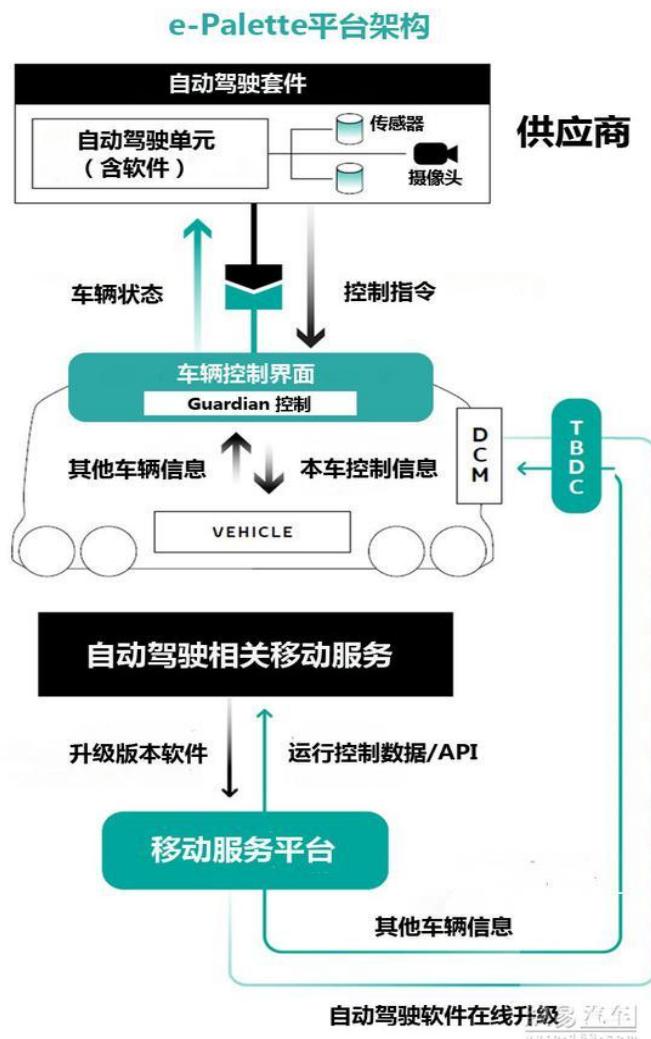 e-Palette平台架构
自动驾驶套件
自动驾驶单元
（含软件）
传感器
摄像头
供应商
车辆状态
控制指令
车辆控制界面
Guardian 控制
其他车辆信息
本车控制信息
DCM
TBDC
VEHICLE
自动驾驶相关移动服务
升级版本软件
运行控制数据/API
移动服务平台
其他车辆信息
自动驾驶软件在线升级
易汽车